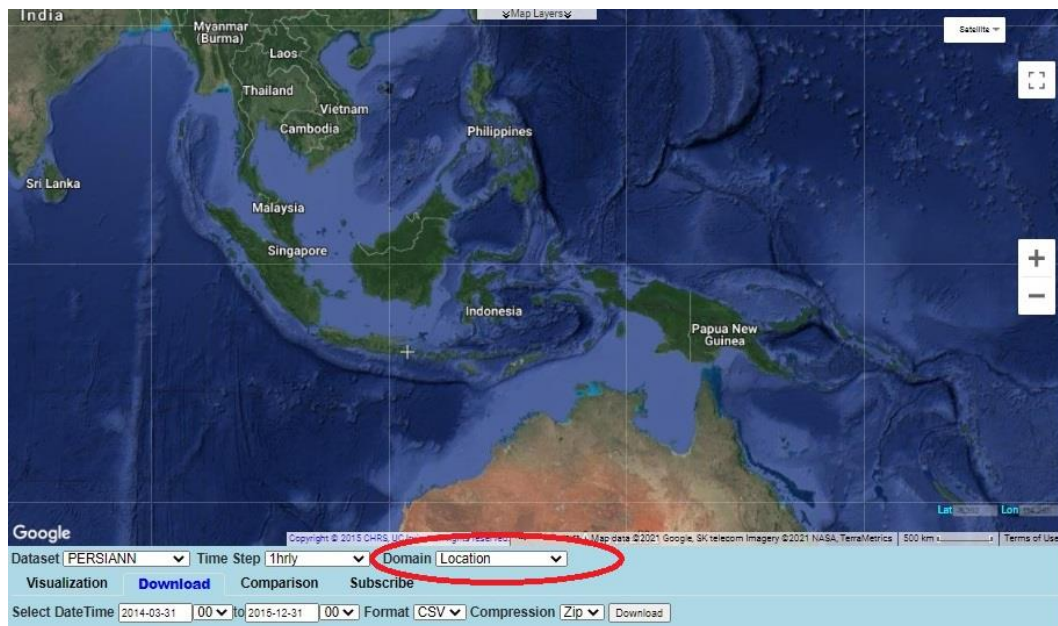 India
Map Layers
Myanmar
(Burma)
Satellite
Laos
Thailand
Vietnam
Cambodia
Philippines
Sri Lanka
Malaysia
Singapore
Indonesia
Papua New
Guinea
Lat Lon
Google
Copyright © 2015 CHRS, UC Map data ©2021 Google, SK telecom Imagery ©2021 NASA, TerraMetrics 500 km Terms of Use
Dataset PERSIANN Time Step 1hrly Domain Location
Visualization Download Comparison Subscribe
Select DateTime 2014-03-31 00 to 2015-12-31 00 Format CSV Compression Zip Download